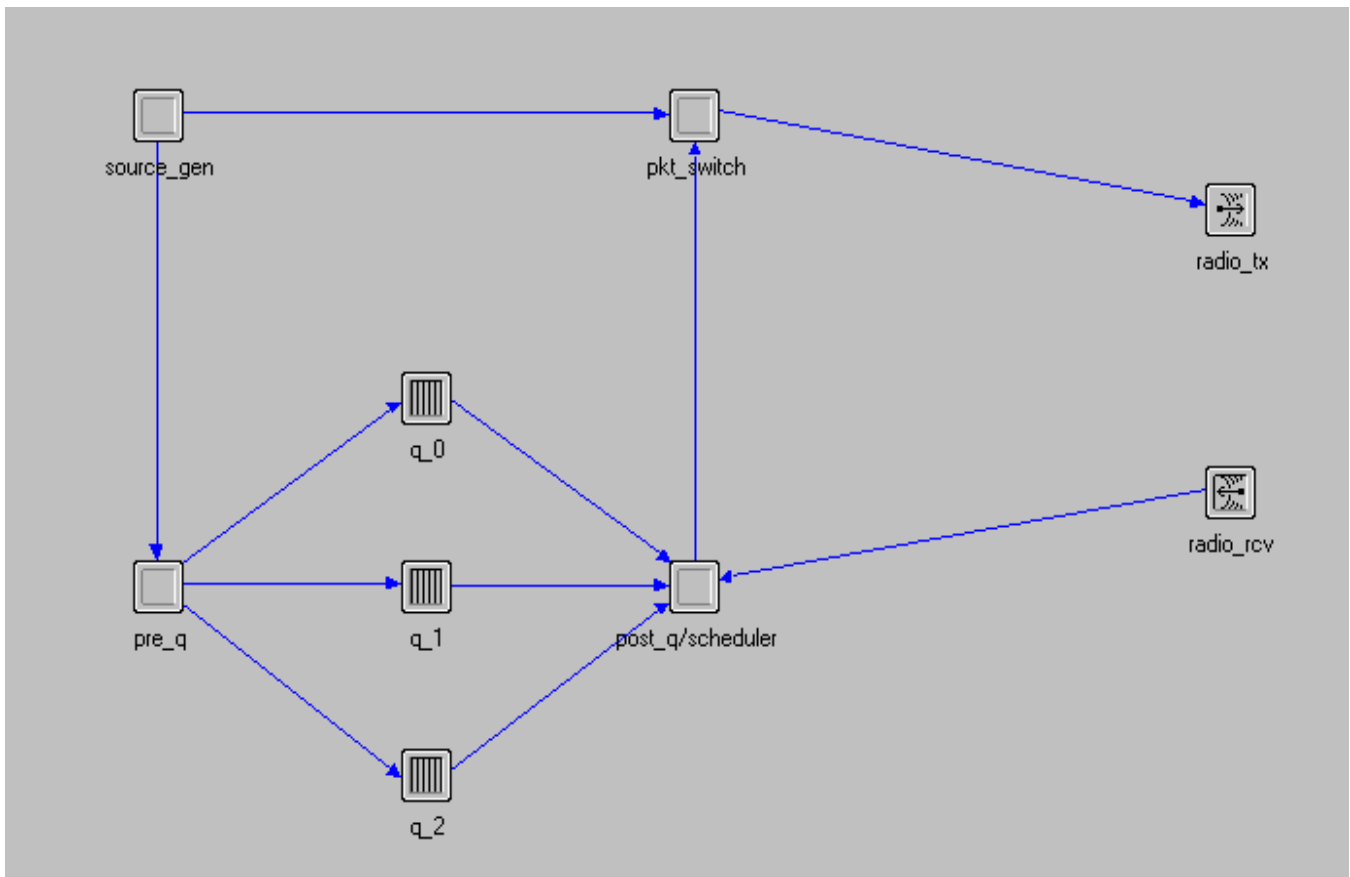 source_gen
pkt_switch
radio_tx
q_0
radio_rcv
pre_q
q_1
post_q/scheduler
q_2